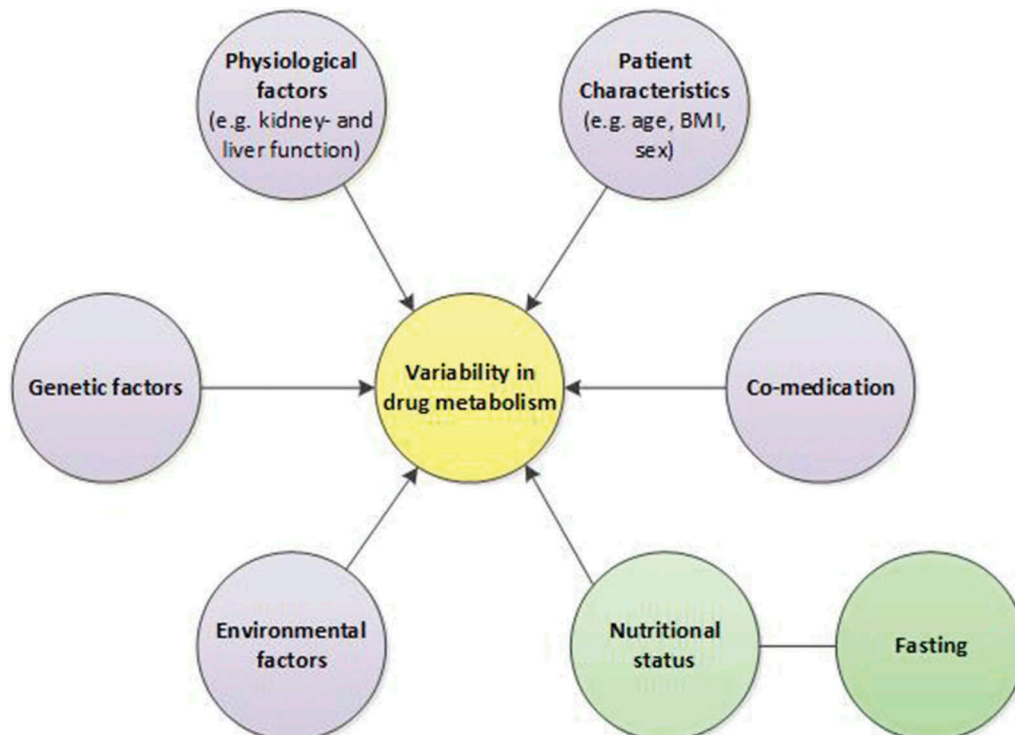 Physiological
factors
(e.g. kidney- and
liver function)
Patient
Characteristics
(e.g. age, BMI,
sex)
Genetic factors
Variability in
drug metabolism
Co-medication
Environmental
factors
Nutritional
status
Fasting